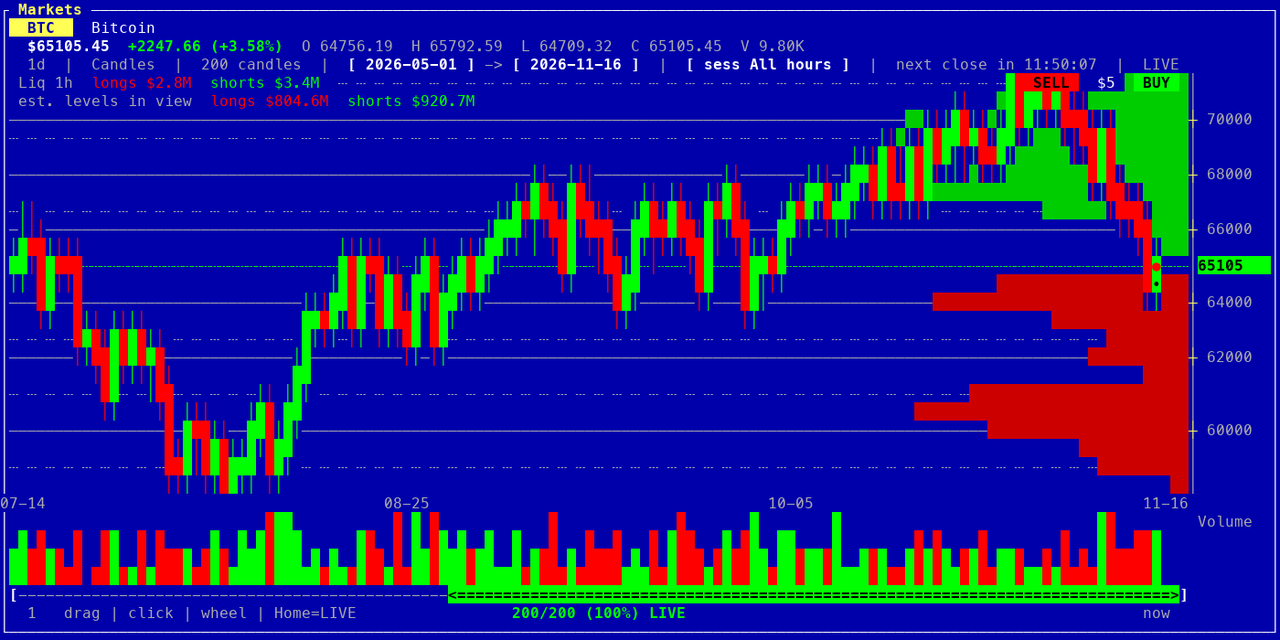 Markets
BTC Bitcoin
$65105.45 +2247.66 (+3.58%) O 64756.19 H 65792.59 L 64709.32 C 65105.45 V 9.80K
1d | Candles | 200 candles | [ 2026-05-01 ] —> [ 2026-11-16 ] | [ sess All hours ] | next close in 11:50:07 | LIVE
Liq 1h longs $2.8M shorts $3.4M SELL $5 BUY
est. levels in view longs $804.6M shorts $920.7M
70000
68000
66000
65105
64000
62000
60000
07-14 08-25 10-05 11-16
Volume
[<========================================>]
1 drag | click | wheel | Home=LIVE 200/200 (100%) LIVE now